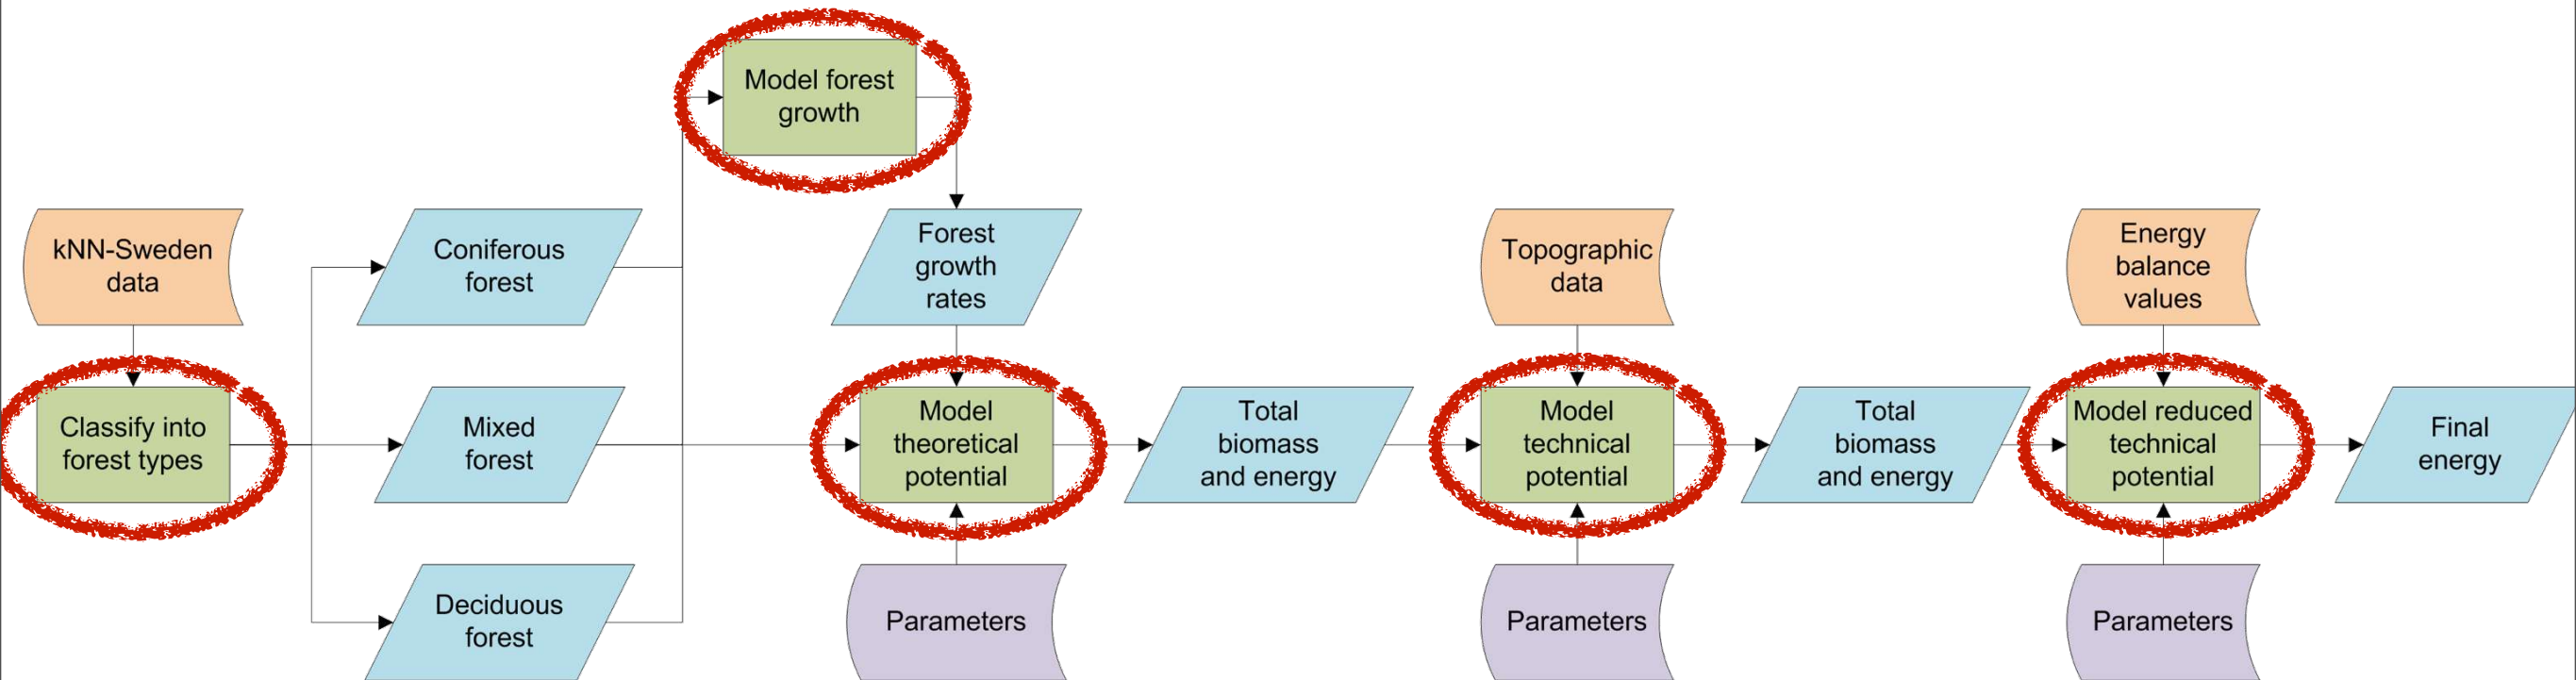 Model forest
growth
kNN-Sweden
data
Coniferous
forest
Forest
growth
rates
Topographic
data
Energy
balance
values
Classify into
forest types
Mixed
forest
Model
theoretical
potential
Total
biomass
and energy
Model
technical
potential
Total
biomass
and energy
Model reduced
technical
potential
Final
energy
Deciduous
forest
Parameters
Parameters
Parameters